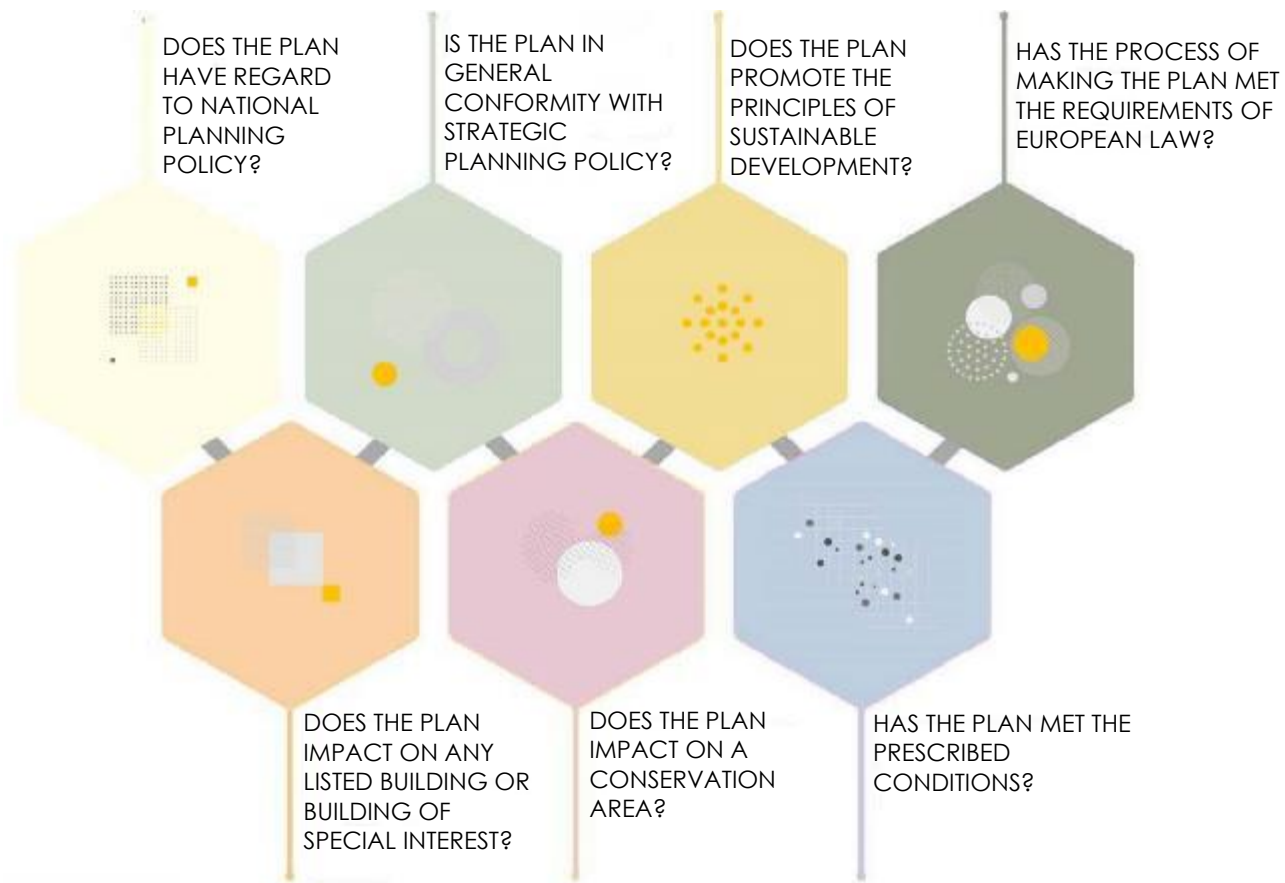 DOES THE PLAN
HAVE REGARD
TO NATIONAL
PLANNING
POLICY?
IS THE PLAN IN
GENERAL
CONFORMITY WITH
STRATEGIC
PLANNING POLICY?
DOES THE PLAN
PROMOTE THE
PRINCIPLES OF
SUSTAINABLE
DEVELOPMENT?
HAS THE PROCESS OF
MAKING THE PLAN MET
THE REQUIREMENTS OF
EUROPEAN LAW?
DOES THE PLAN
IMPACT ON ANY
LISTED BUILDING OR
BUILDING OF
SPECIAL INTEREST?
DOES THE PLAN
IMPACT ON A
CONSERVATION
AREA?
HAS THE PLAN MET THE
PRESCRIBED
CONDITIONS?